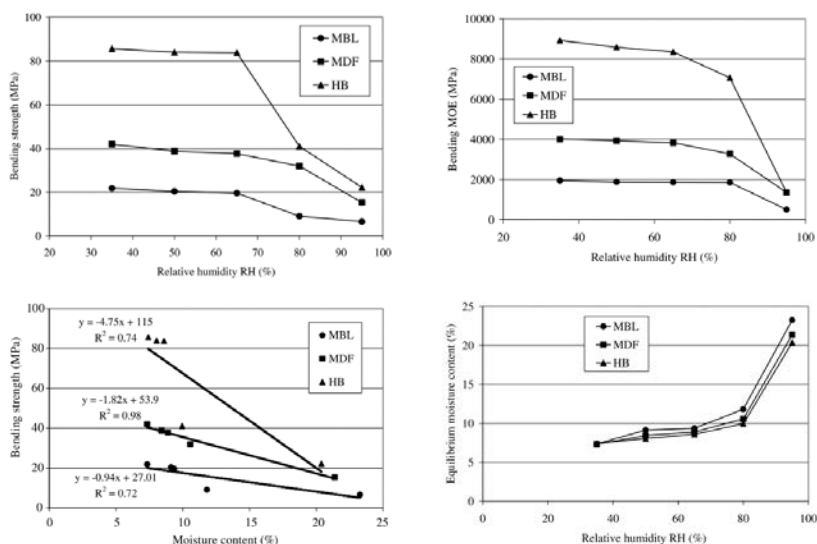 100
80
60
40
20
0
Bending strength (MPa)
MBL
MDF
HB
20 30 40 50 60 70 80 90 100
Relative humidity RH (%)
10000
8000
6000
4000
2000
0
Bending MOE (MPa)
MBL
MDF
HB
20 40 60 80 100
Relative humidity RH (%)
100
80
60
40
20
0
Bending strength (MPa)
y = -4.75x + 115
R² = 0.74
y = -1.82x + 53.9
R² = 0.98
y = -0.94x + 27.01
R² = 0.72
MBL
MDF
HB
0 5 10 15 20 25
Moisture content (%)
25
20
15
10
5
0
Equilibrium moisture content (%)
MBL
MDF
HB
0 20 40 60 80 100
Relative humidity RH (%)